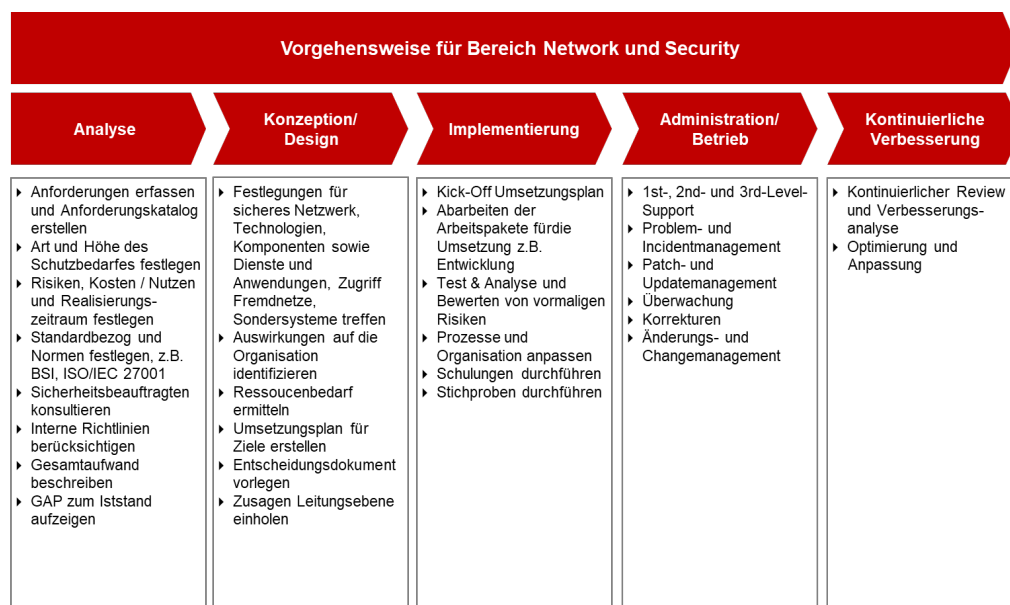 Vorgehensweise für Bereich Network und Security
Analyse
Konzeption/
Design
Implementierung
Administration/
Betrieb
Kontinuierliche
Verbesserung
Anforderungen erfassen
und Anforderungskatalog
erstellen
Art und Höhe des
Schutzbedarfes festlegen
Risiken, Kosten / Nutzen
und Realisierungs-
zeitraum festlegen
Standardbezog und
Normen festlegen, z.B.
BSI, ISO/IEC 27001
Sicherheitsbeauftragten
konsultieren
Interne Richtlinien
berücksichtigen
Gesamtaufwand
beschreiben
GAP zum Iststand
aufzeigen
Festlegungen für
sicheres Netzwerk,
Technologien,
Komponenten sowie
Dienste und
Anwendungen, Zugriff
Fremdnetze,
Sondersysteme treffen
Auswirkungen auf die
Organisation
identifizieren
Ressoucenbedarf
ermitteln
Umsetzungsplan für
Ziele erstellen
Entscheidungsdokument
vorlegen
Zusagen Leitungsebene
einholen
Kick-Off Umsetzungsplan
Abarbeiten der
Arbeitspakete fürdie
Umsetzung z.B.
Entwicklung
Test & Analyse und
Bewerten von vormaligen
Risiken
Prozesse und
Organisation anpassen
Schulungen durchführen
Stichproben durchführen
1st-, 2nd- und 3rd-Level-
Support
Problem- und
Incidentmanagement
Patch- und
Updatemanagement
Überwachung
Korrekturen
Änderungs- und
Changemanagement
Kontinuierlicher Review
und Verbesserungs-
analyse
Optimierung und
Anpassung